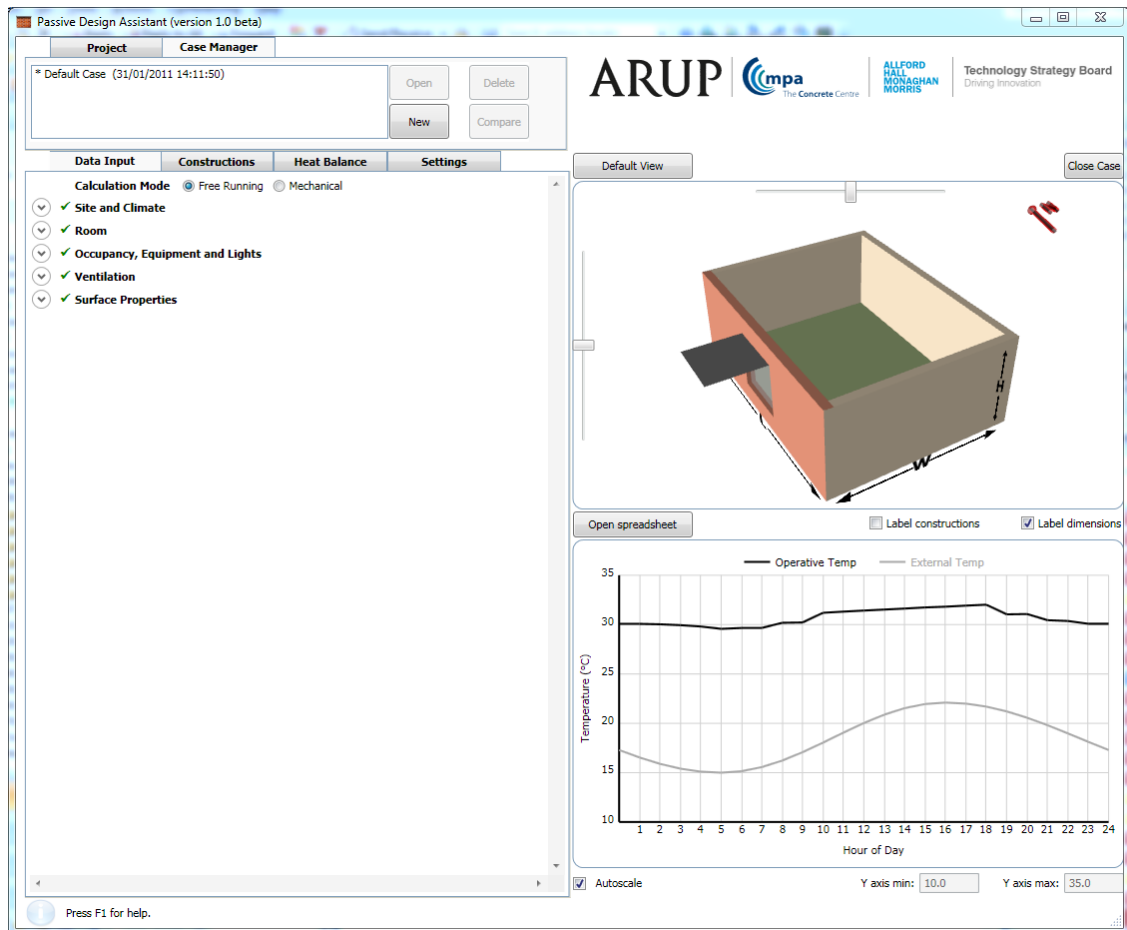 Passive Design Assistant (version 1.0 beta)
Project
Case Manager
* Default Case (31/01/2011 14:11:50)
Open
Delete
New
Compare
ARUP
mpa
The Concrete Centre
ALLFORD
HALL
MONAGHAN
MORRIS
Technology Strategy Board
Driving Innovation
Data Input
Constructions
Heat Balance
Settings
Default View
Close Case
Calculation Mode Free Running Mechanical
Site and Climate
Room
Occupancy, Equipment and Lights
Ventilation
Surface Properties
H
W
Open spreadsheet
Label constructions
Label dimensions
Operative Temp
External Temp
35
30
25
20
15
10
Temperature (°C)
1 2 3 4 5 6 7 8 9 10 11 12 13 14 15 16 17 18 19 20 21 22 23 24
Hour of Day
Autoscale
Y axis min: 10.0
Y axis max: 35.0
Press F1 for help.